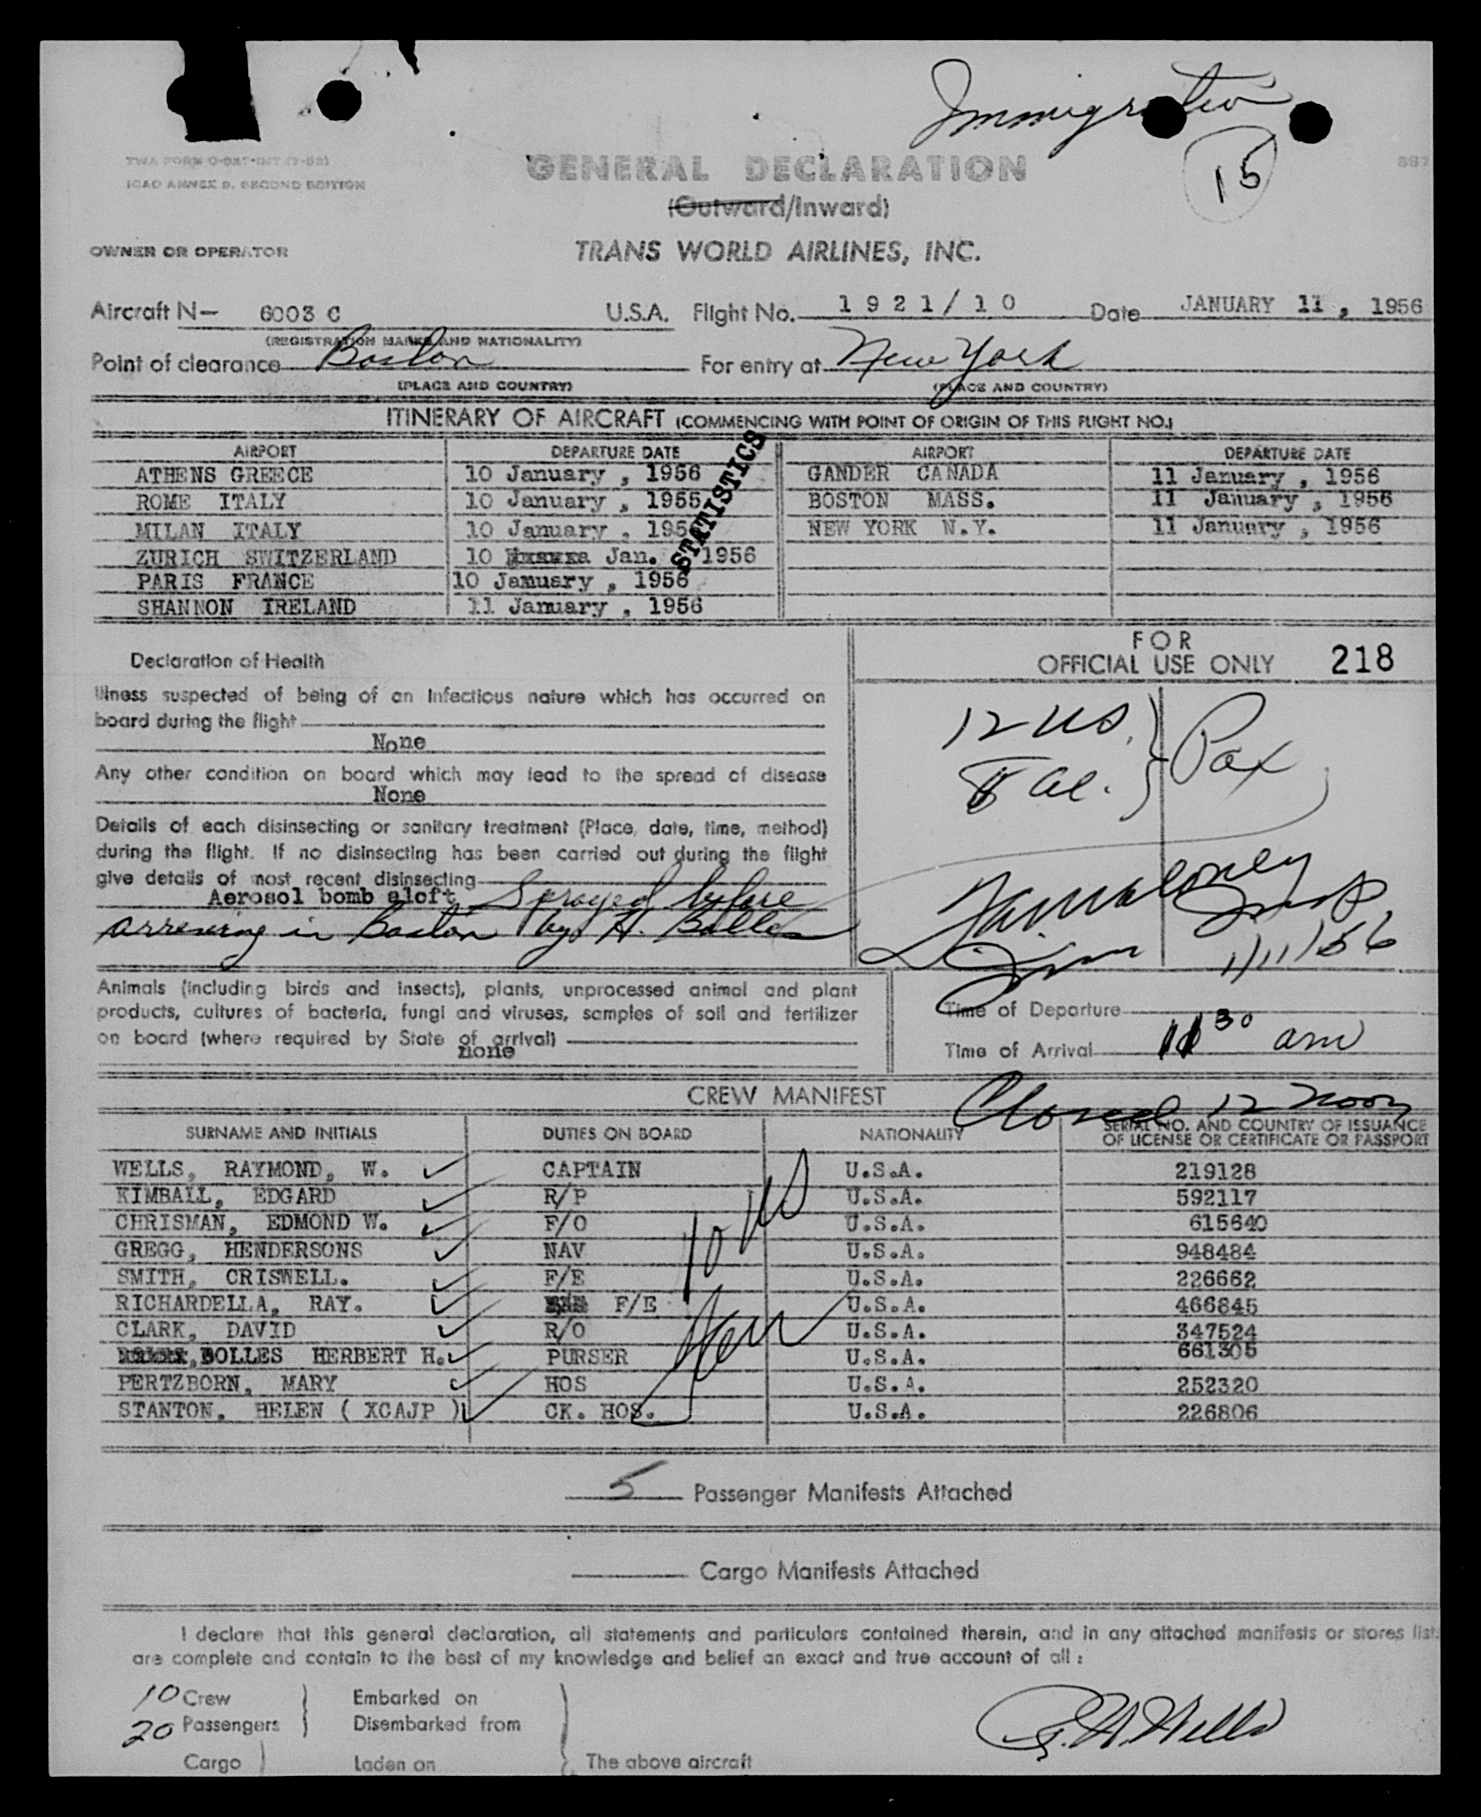 Immigration
15
TWA FORM O-327-INT (7-52)
ICAO ANNEX 9, SECOND EDITION
GENERAL DECLARATION
(Outward/Inward)
OWNER OR OPERATOR TRANS WORLD AIRLINES, INC.
Aircraft N— 6003 C U.S.A. Flight No. 1921/10 Date JANUARY 11, 1956
(REGISTRATION MARKS AND NATIONALITY)
Point of clearance Boston For entry at New York
(PLACE AND COUNTRY) (PLACE AND COUNTRY)
ITINERARY OF AIRCRAFT (COMMENCING WITH POINT OF ORIGIN OF THIS FLIGHT NO.)
AIRPORT DEPARTURE DATE AIRPORT DEPARTURE DATE
ATHENS GREECE 10 January , 1956 GANDER CANADA 11 January , 1956
ROME ITALY 10 January , 1956 BOSTON MASS. 11 January , 1956
MILAN ITALY 10 January , 1956 NEW YORK N.Y. 11 January , 1956
ZURICH SWITZERLAND 10 Jan. 1956
PARIS FRANCE 10 January , 1956
SHANNON IRELAND 11 January , 1956
STATISTICS
Declaration of Health
Illness suspected of being of an infectious nature which has occurred on
board during the flight
None
Any other condition on board which may lead to the spread of disease
None
Details of each disinsecting or sanitary treatment (Place, date, time, method)
during the flight. If no disinsecting has been carried out during the flight
give details of most recent disinsecting
Aerosol bomb aloft Sprayed before
arriving in Boston by H. Bolles
FOR
OFFICIAL USE ONLY 218
12 US. } Pax
8 al.
1/11/56
Animals (including birds and insects), plants, unprocessed animal and plant
products, cultures of bacteria, fungi and viruses, samples of soil and fertilizer
on board (where required by State of arrival)
none
Time of Departure
Time of Arrival 11 30 am
Closed 12 noon
CREW MANIFEST
SURNAME AND INITIALS DUTIES ON BOARD NATIONALITY SERIAL NO. AND COUNTRY OF ISSUANCE
OF LICENSE OR CERTIFICATE OR PASSPORT
WELLS, RAYMOND, W. CAPTAIN U.S.A. 219128
KIMBALL, EDGARD R/P U.S.A. 592117
CHRISMAN, EDMOND W. F/O U.S.A. 615640
GREGG, HENDERSONS NAV U.S.A. 948484
SMITH, CRISWELL. F/E U.S.A. 226662
RICHARDELLA, RAY. F/E U.S.A. 466845
CLARK, DAVID R/O U.S.A. 347524
BOLLES HERBERT H. PURSER U.S.A. 661305
PERTZBORN, MARY HOS U.S.A. 252320
STANTON, HELEN ( XCAJP ) CK. HOS. U.S.A. 226806
10 US
5 Passenger Manifests Attached
Cargo Manifests Attached
I declare that this general declaration, all statements and particulars contained therein, and in any attached manifests or stores list,
are complete and contain to the best of my knowledge and belief an exact and true account of all :
10 Crew } Embarked on
20 Passengers } Disembarked from
Cargo Laden on The above aircraft
R.W. Wells